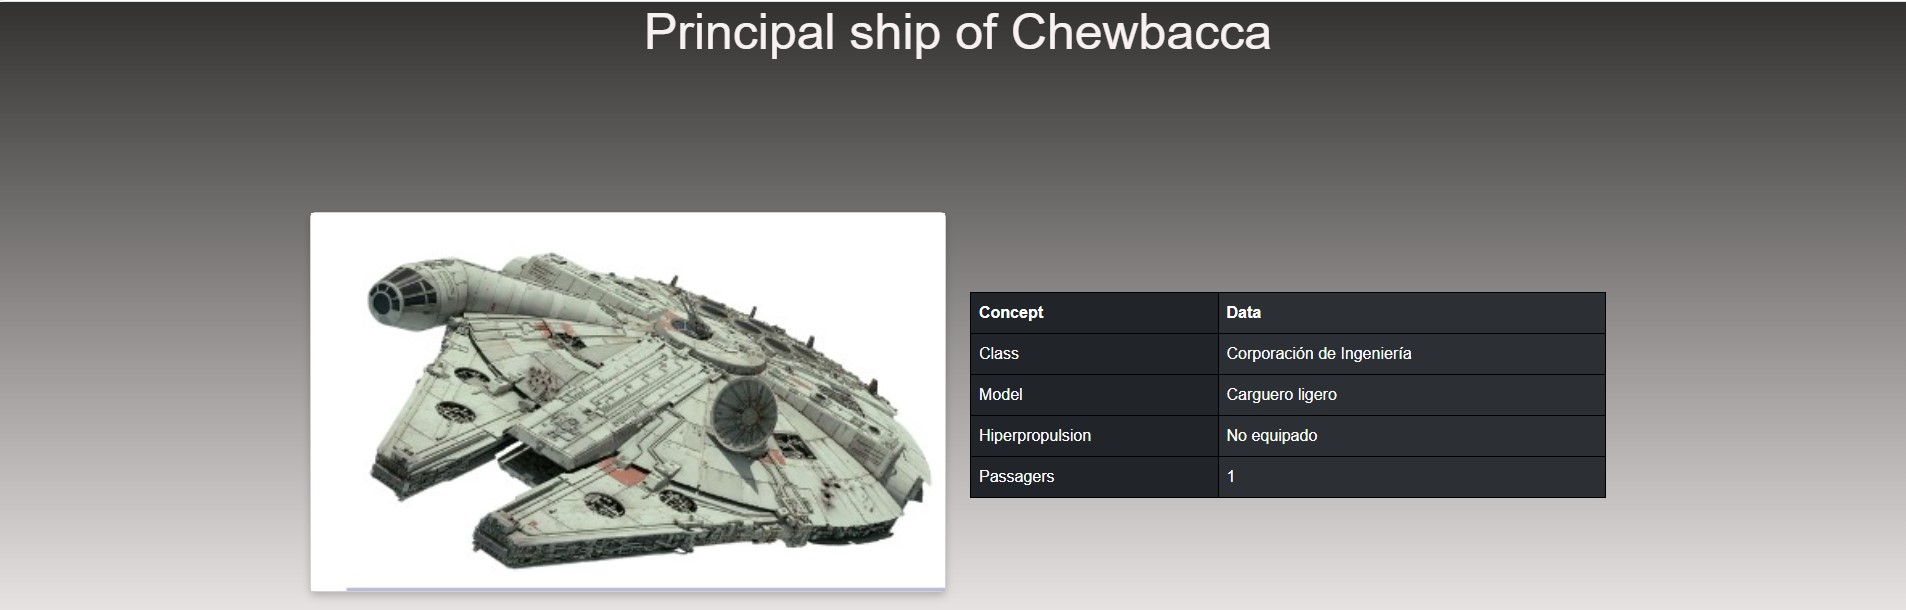 Principal ship of Chewbacca
Concept Data
Class Corporación de Ingeniería
Model Carguero ligero
Hiperpropulsion No equipado
Passagers 1